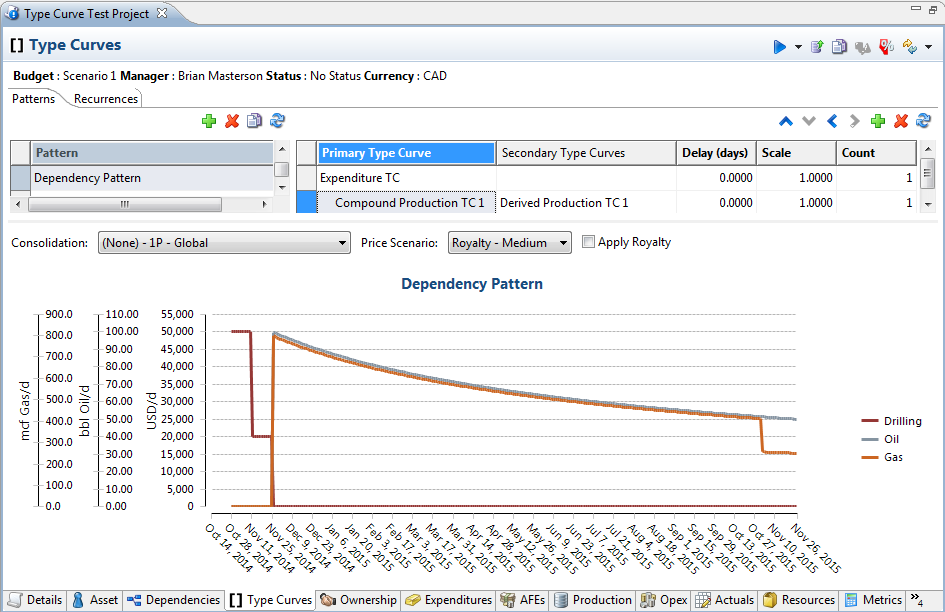 Type Curve Test Project
[] Type Curves
Budget : Scenario 1 Manager : Brian Masterson Status : No Status Currency : CAD
Patterns Recurrences
Pattern
Dependency Pattern
Primary Type Curve Secondary Type Curves Delay (days) Scale Count
Expenditure TC 0.0000 1.0000 1
Compound Production TC 1 Derived Production TC 1 0.0000 1.0000 1
Consolidation: (None) - 1P - Global Price Scenario: Royalty - Medium Apply Royalty
Dependency Pattern
900.0 110.00 55,000
800.0 100.00 50,000
700.0 90.00 45,000
600.0 80.00 40,000
500.0 70.00 35,000
400.0 60.00 30,000
300.0 50.00 25,000
200.0 40.00 20,000
100.0 30.00 15,000
0.0 20.00 10,000
10.00 5,000
0.00 0
mcf Gas/d
bbl Oil/d
USD/d
Drilling
Oil
Gas
Oct 14, 2014
Oct 28, 2014
Nov 11, 2014
Nov 25, 2014
Dec 9, 2014
Dec 23, 2014
Jan 6, 2015
Jan 20, 2015
Feb 3, 2015
Feb 17, 2015
Mar 3, 2015
Mar 17, 2015
Mar 31, 2015
Apr 14, 2015
Apr 28, 2015
May 12, 2015
May 26, 2015
Jun 9, 2015
Jun 23, 2015
Jul 7, 2015
Jul 21, 2015
Aug 4, 2015
Aug 18, 2015
Sep 1, 2015
Sep 15, 2015
Sep 29, 2015
Oct 13, 2015
Oct 27, 2015
Nov 10, 2015
Nov 26, 2015
Details Asset Dependencies [] Type Curves Ownership Expenditures AFEs Production Opex Actuals Resources Metrics »4